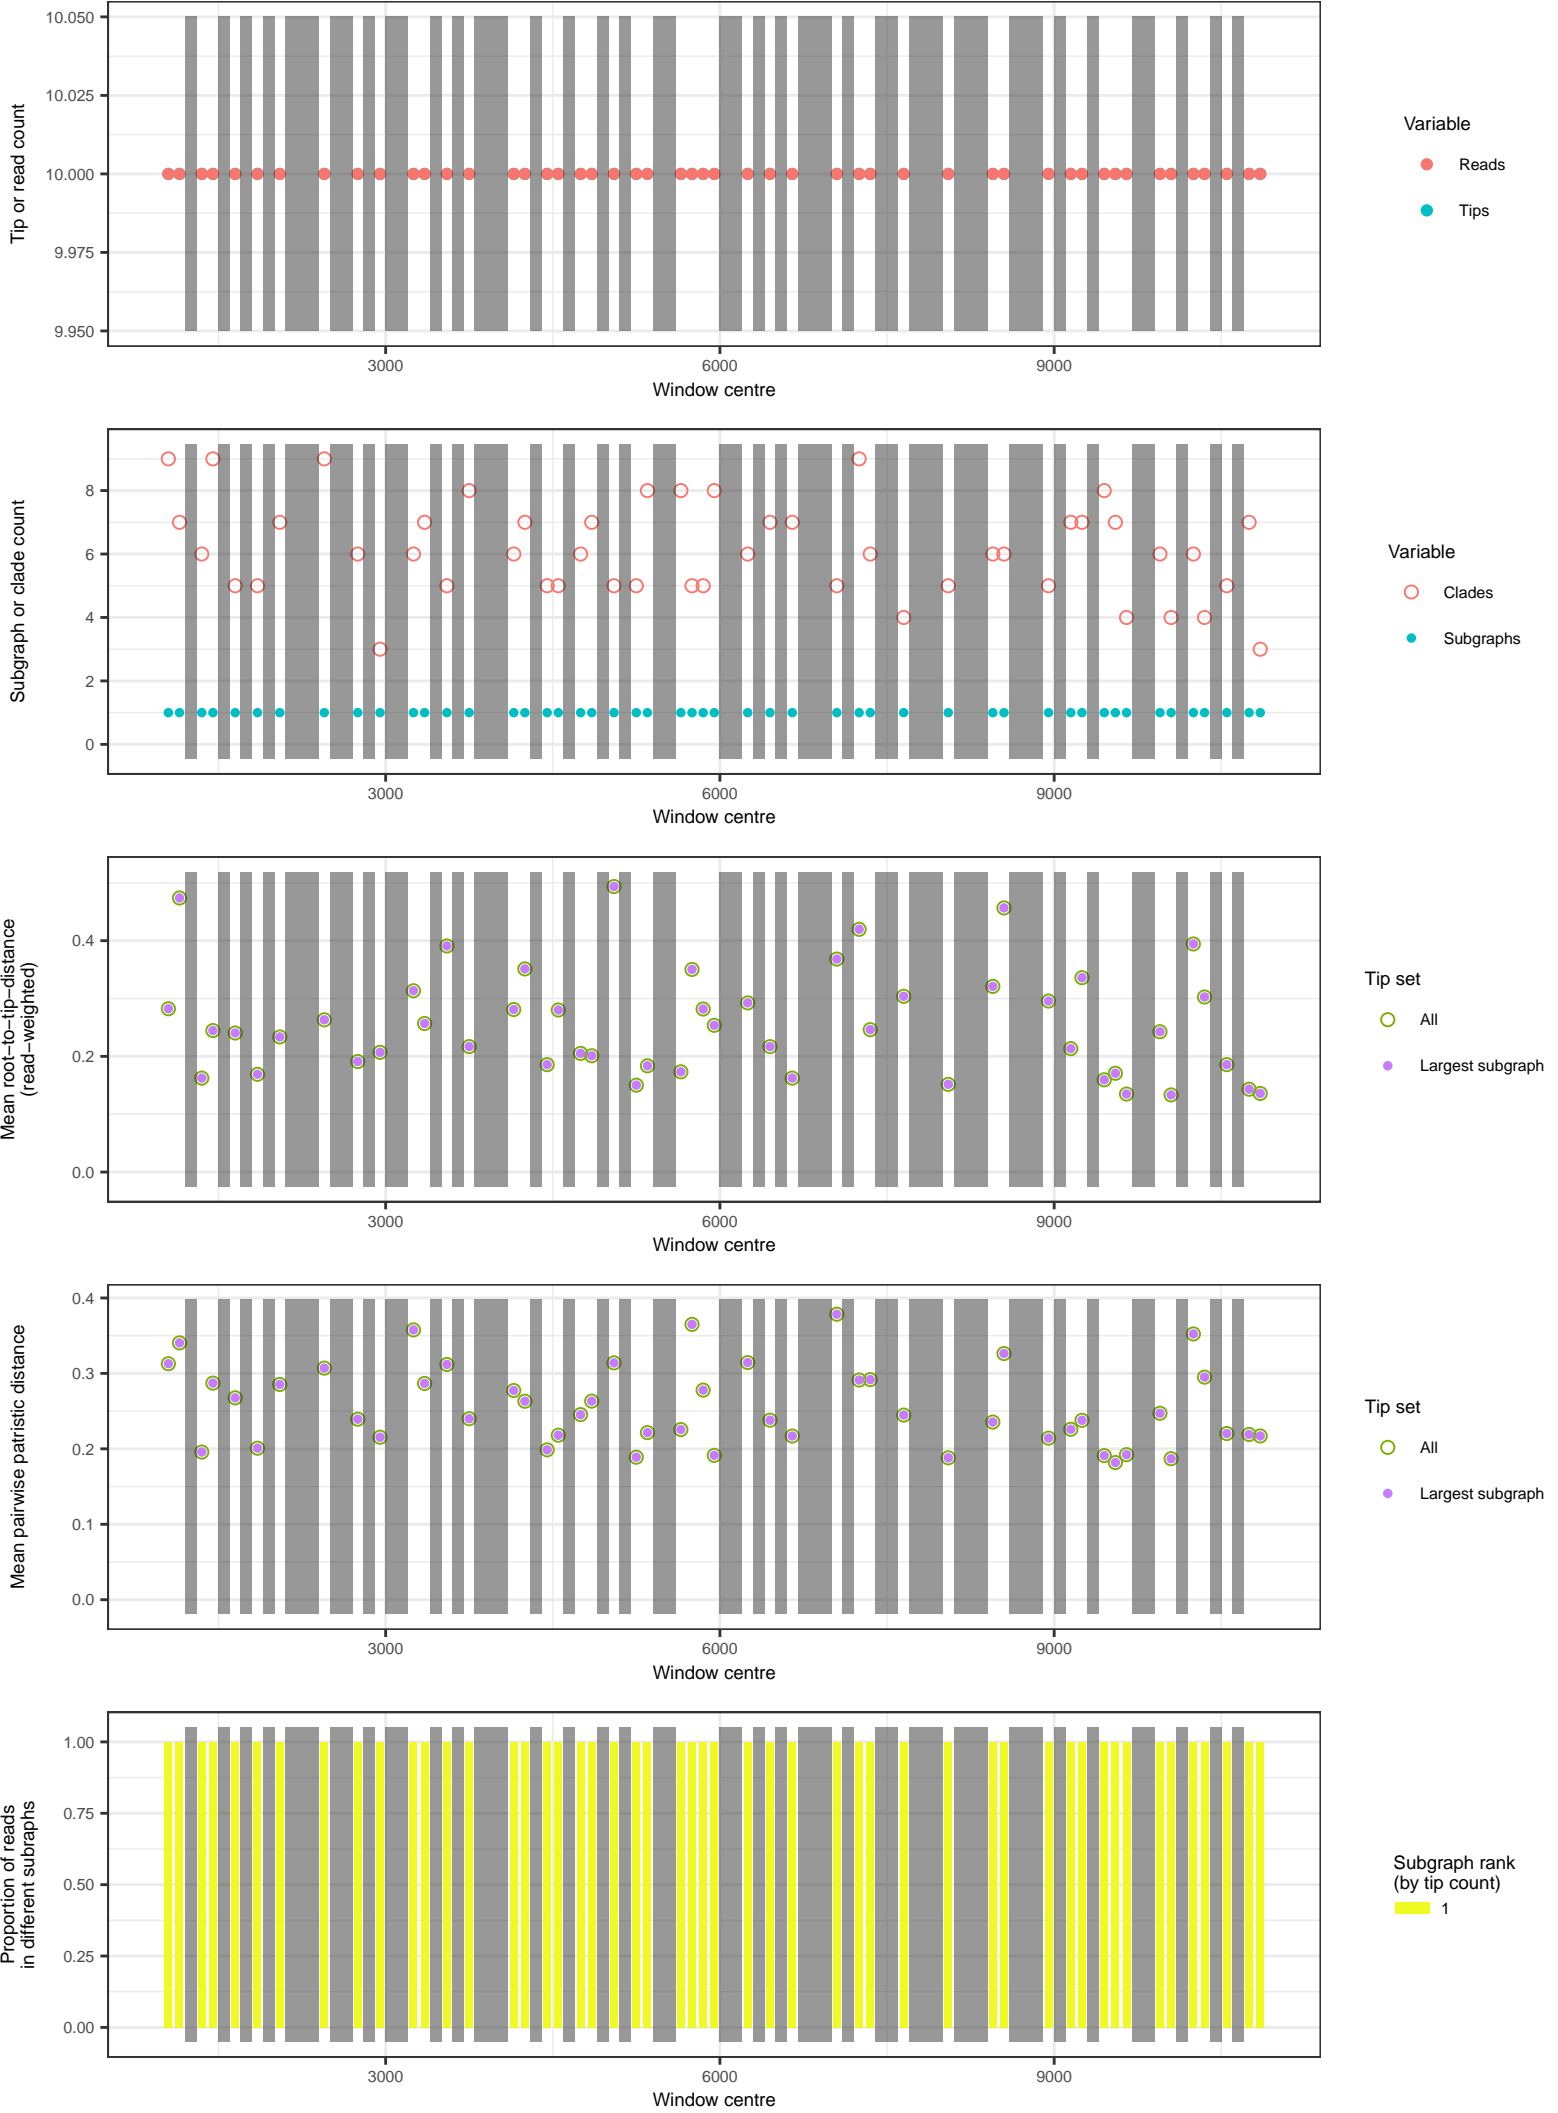 10.050
10.025
10.000
9.975
9.950
Tip or read count
3000
6000
9000
Window centre
Variable
Reads
Tips
8
6
4
2
0
Subgraph or clade count
3000
6000
9000
Window centre
Variable
Clades
Subgraphs
0.4
0.2
0.0
Mean root−to−tip−distance
(read−weighted)
3000
6000
9000
Window centre
Tip set
All
Largest subgraph
0.4
0.3
0.2
0.1
0.0
Mean pairwise patristic distance
3000
6000
9000
Window centre
Tip set
All
Largest subgraph
1.00
0.75
0.50
0.25
0.00
Proportion of reads
in different subraphs
3000
6000
9000
Window centre
Subgraph rank
(by tip count)
1